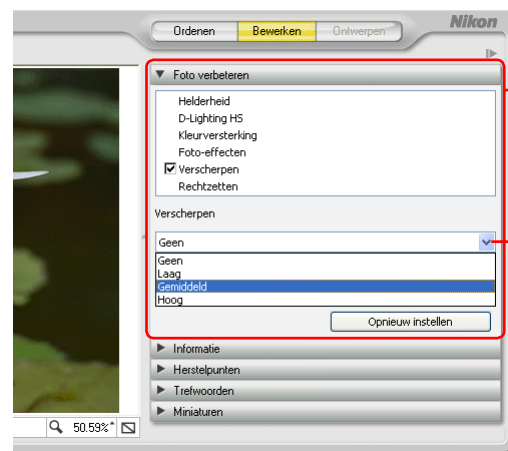 Ordenen Bewerken Ontwerpen Nikon
Foto verbeteren
Helderheid
D-Lighting HS
Kleurversterking
Foto-effecten
Verscherpen
Rechtzetten
Verscherpen
Geen
Geen
Laag
Gemiddeld
Hoog
Opnieuw instellen
Informatie
Herstelpunten
Trefwoorden
Miniaturen
50.59%